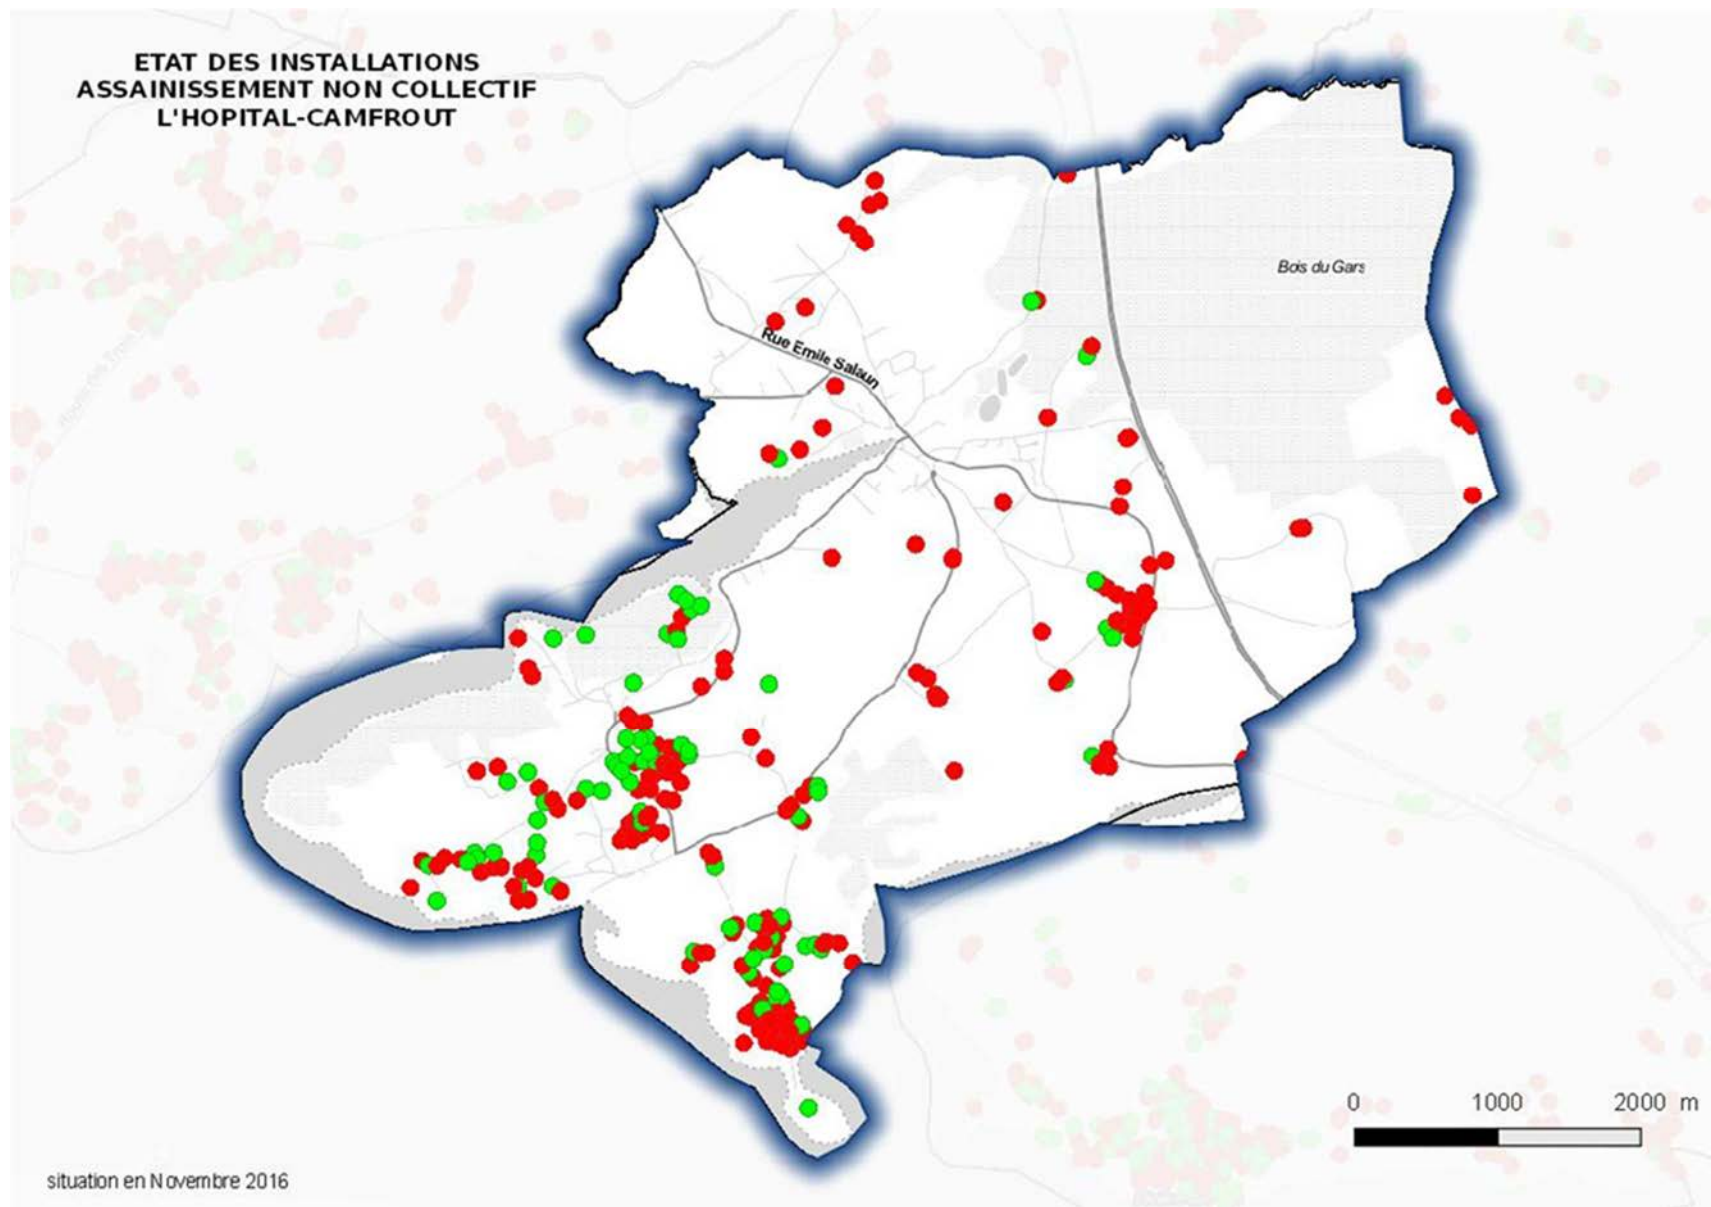 ETAT DES INSTALLATIONS
ASSAINISSEMENT NON COLLECTIF
L'HOPITAL-CAMFROUT
Bois du Gars
Rue Emile Salaun
0 1000 2000 m
situation en Novembre 2016